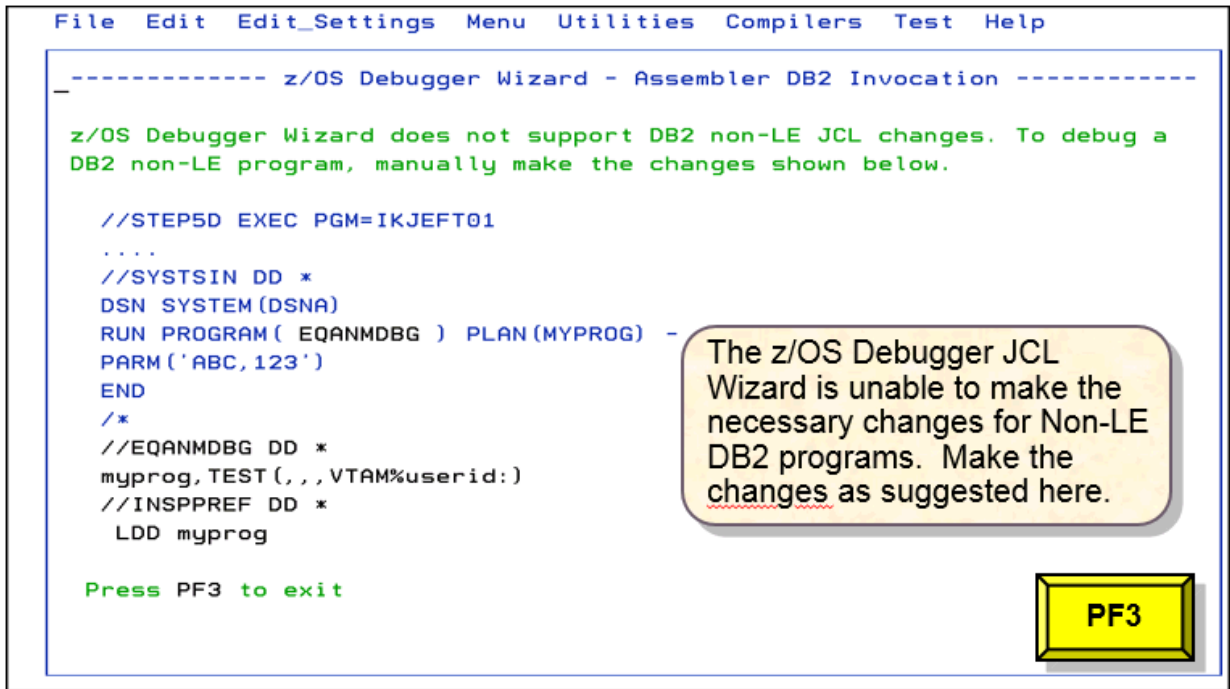 File Edit Edit_Settings Menu Utilities Compilers Test Help
_------------- z/OS Debugger Wizard - Assembler DB2 Invocation ------------
z/OS Debugger Wizard does not support DB2 non-LE JCL changes. To debug a
DB2 non-LE program, manually make the changes shown below.
//STEP5D EXEC PGM=IKJEFT01
....
//SYSTSIN DD *
DSN SYSTEM(DSNA)
RUN PROGRAM( EQANMDBG ) PLAN(MYPROG) -
PARM('ABC,123')
END
/*
//EQANMDBG DD *
myprog,TEST(,,,VTAM%userid:)
//INSPPREF DD *
LDD myprog
The z/OS Debugger JCL
Wizard is unable to make the
necessary changes for Non-LE
DB2 programs. Make the
changes as suggested here.
Press PF3 to exit
PF3